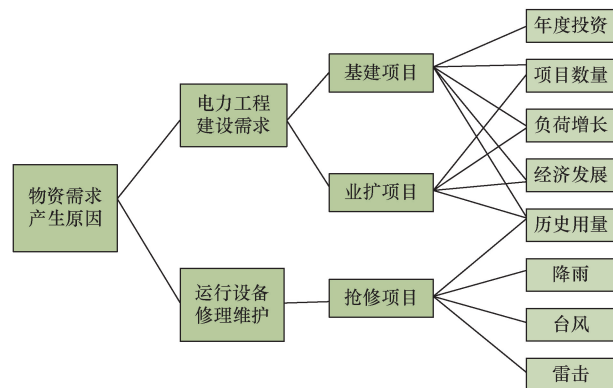 物资需求
产生原因
电力工程
建设需求
运行设备
修理维护
基建项目
业扩项目
抢修项目
年度投资
项目数量
负荷增长
经济发展
历史用量
降雨
台风
雷击